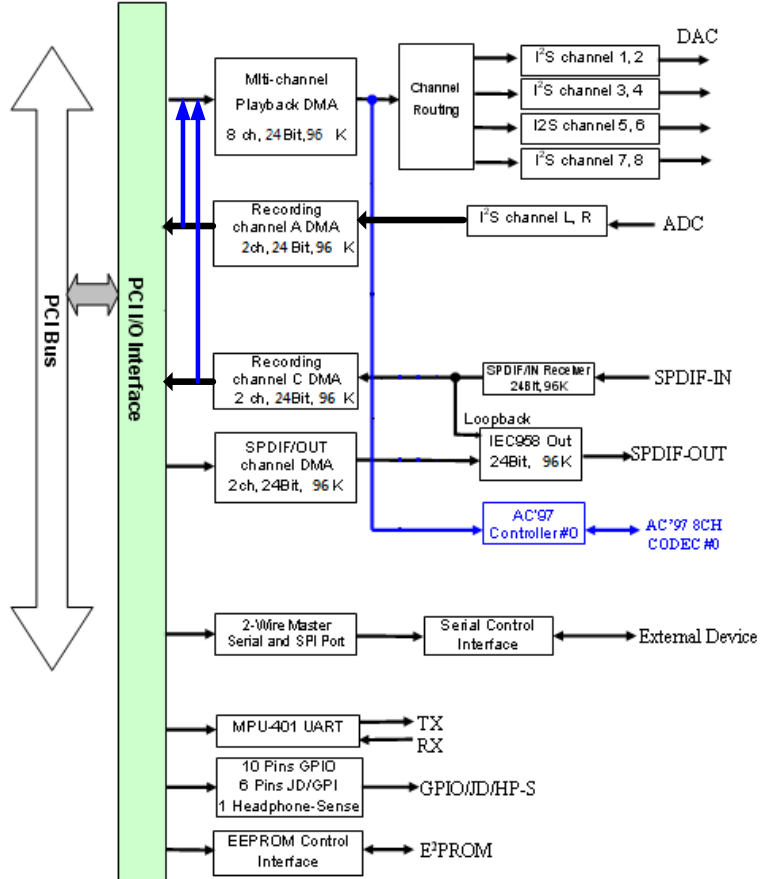 PCI Bus
PCI I/O Interface
Mlti-channel
Playback DMA
8 ch, 24Bit,96 K
Channel
Routing
I²S channel 1, 2
I²S channel 3, 4
I2S channel 5, 6
I²S channel 7, 8
DAC
Recording
channel A DMA
2ch, 24 Bit, 96 K
I²S channel L, R
ADC
Recording
channel C DMA
2 ch, 24Bit, 96 K
SPDIF/IN Receiver
24Bit, 96K
SPDIF-IN
Loopback
SPDIF/OUT
channel DMA
2ch, 24Bit, 96 K
IEC958 Out
24Bit, 96K
SPDIF-OUT
AC'97
Controller#0
AC'97 8CH
CODEC #0
2-Wire Master
Serial and SPI Port
Serial Control
Interface
External Device
MPU-401 UART
TX
RX
10 Pins GPIO
6 Pins JD/GPI
1 Headphone-Sense
GPIO/JD/HP-S
EEPROM Control
Interface
E²PROM